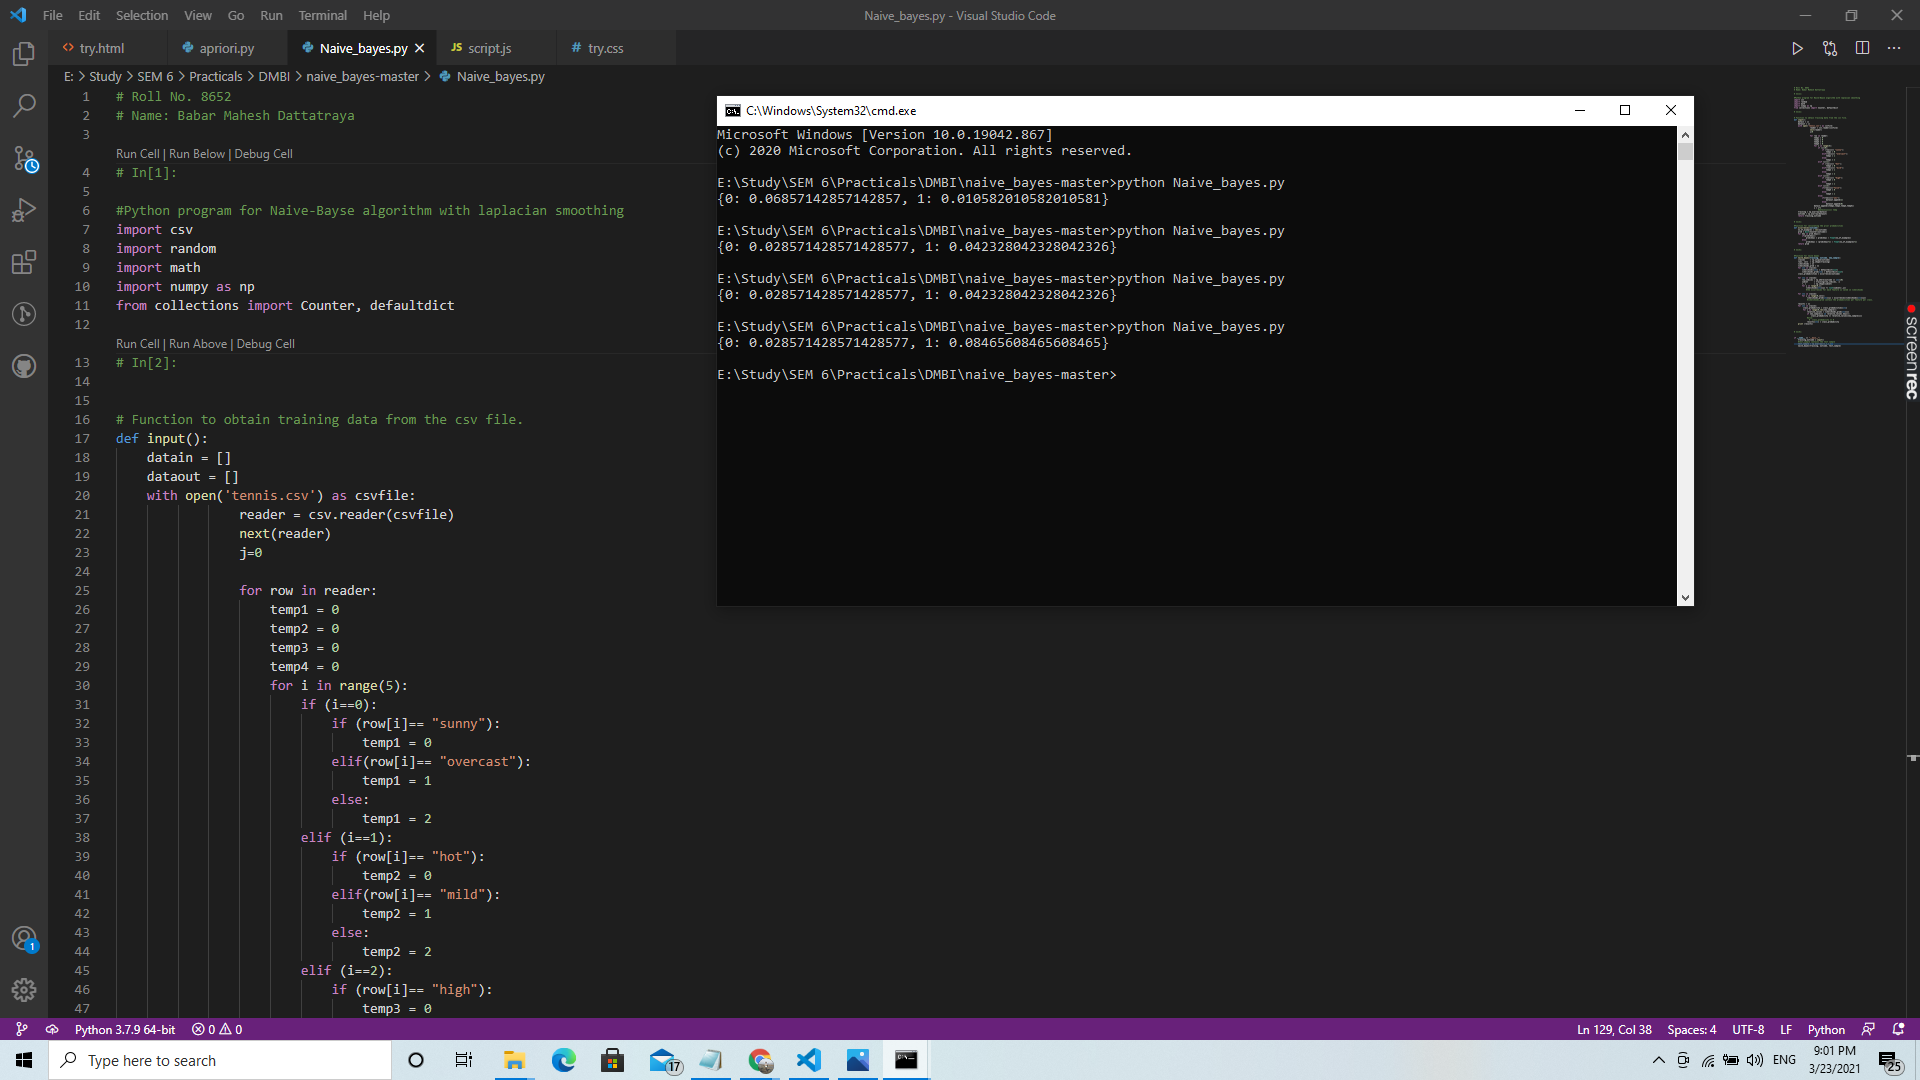 File Edit Selection View Go Run Terminal Help
Naive_bayes.py - Visual Studio Code
try.html apriori.py Naive_bayes.py JS script.js # try.css
E: > Study > SEM 6 > Practicals > DMBI > naive_bayes-master > Naive_bayes.py
1 # Roll No. 8652
2 # Name: Babar Mahesh Dattatraya
3
Run Cell | Run Below | Debug Cell
4 # In[1]:
5
6 #Python program for Naive-Bayse algorithm with laplacian smoothing
7 import csv
8 import random
9 import math
10 import numpy as np
11 from collections import Counter, defaultdict
12
Run Cell | Run Above | Debug Cell
13 # In[2]:
14
15
16 # Function to obtain training data from the csv file.
17 def input():
18 datain = []
19 dataout = []
20 with open('tennis.csv') as csvfile:
21 reader = csv.reader(csvfile)
22 next(reader)
23 j=0
24
25 for row in reader:
26 temp1 = 0
27 temp2 = 0
28 temp3 = 0
29 temp4 = 0
30 for i in range(5):
31 if (i==0):
32 if (row[i]== "sunny"):
33 temp1 = 0
34 elif(row[i]== "overcast"):
35 temp1 = 1
36 else:
37 temp1 = 2
38 elif (i==1):
39 if (row[i]== "hot"):
40 temp2 = 0
41 elif(row[i]== "mild"):
42 temp2 = 1
43 else:
44 temp2 = 2
45 elif (i==2):
46 if (row[i]== "high"):
47 temp3 = 0
C:\Windows\System32\cmd.exe
Microsoft Windows [Version 10.0.19042.867]
(c) 2020 Microsoft Corporation. All rights reserved.
E:\Study\SEM 6\Practicals\DMBI\naive_bayes-master>python Naive_bayes.py
{0: 0.06857142857142857, 1: 0.010582010582010581}
E:\Study\SEM 6\Practicals\DMBI\naive_bayes-master>python Naive_bayes.py
{0: 0.028571428571428577, 1: 0.042328042328042326}
E:\Study\SEM 6\Practicals\DMBI\naive_bayes-master>python Naive_bayes.py
{0: 0.028571428571428577, 1: 0.042328042328042326}
E:\Study\SEM 6\Practicals\DMBI\naive_bayes-master>python Naive_bayes.py
{0: 0.028571428571428577, 1: 0.08465608465608465}
E:\Study\SEM 6\Practicals\DMBI\naive_bayes-master>
screenrec
1
Python 3.7.9 64-bit 0 0
Ln 129, Col 38 Spaces: 4 UTF-8 LF Python
Type here to search
17
ENG
9:01 PM
3/23/2021
25